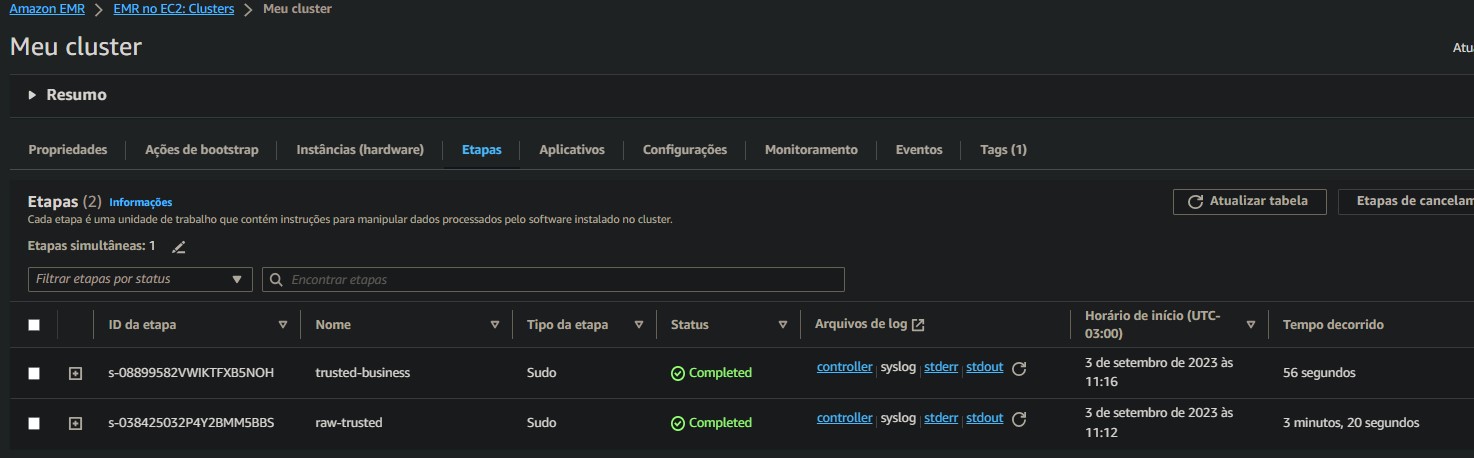 Amazon EMR > EMR no EC2: Clusters > Meu cluster
Meu cluster
Resumo
Propriedades Ações de bootstrap Instâncias (hardware) Etapas Aplicativos Configurações Monitoramento Eventos Tags (1)
Etapas (2) Informações
Atualizar tabela
Cada etapa é uma unidade de trabalho que contém instruções para manipular dados processados pelo software instalado no cluster.
Etapas simultâneas: 1
Filtrar etapas por status Encontrar etapas
ID da etapa Nome Tipo da etapa Status Arquivos de log Horário de início (UTC-
03:00) Tempo decorrido
s-08899582VWIKTFXB5NOH trusted-business Sudo Completed controller | syslog | stderr | stdout 3 de setembro de 2023 às
11:16 56 segundos
s-038425032P4Y2BMM5BBS raw-trusted Sudo Completed controller | syslog | stderr | stdout 3 de setembro de 2023 às
11:12 3 minutos, 20 segundos